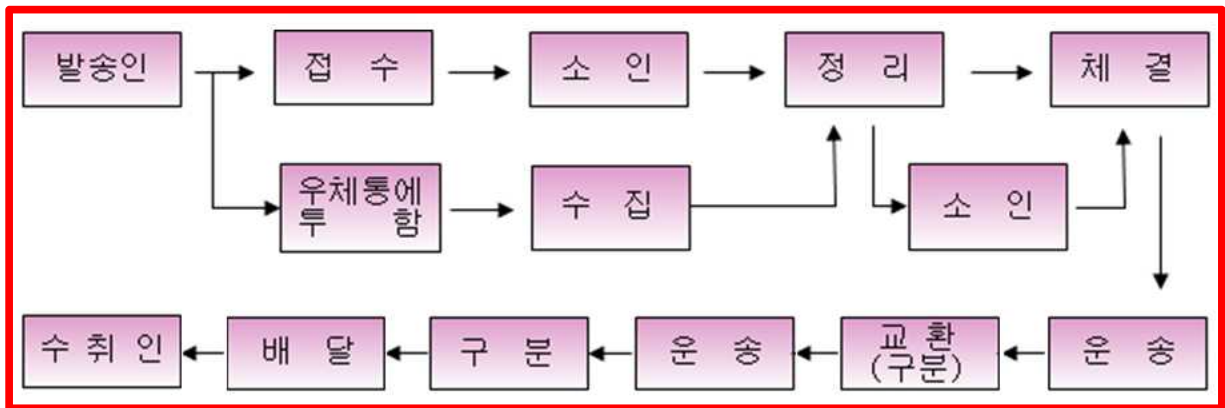 발송인
접 수
소 인
정 리
체 결
우체통에
투 함
수 집
소 인
수 취 인
배 달
구 분
운 송
교 환
(구분)
운 송